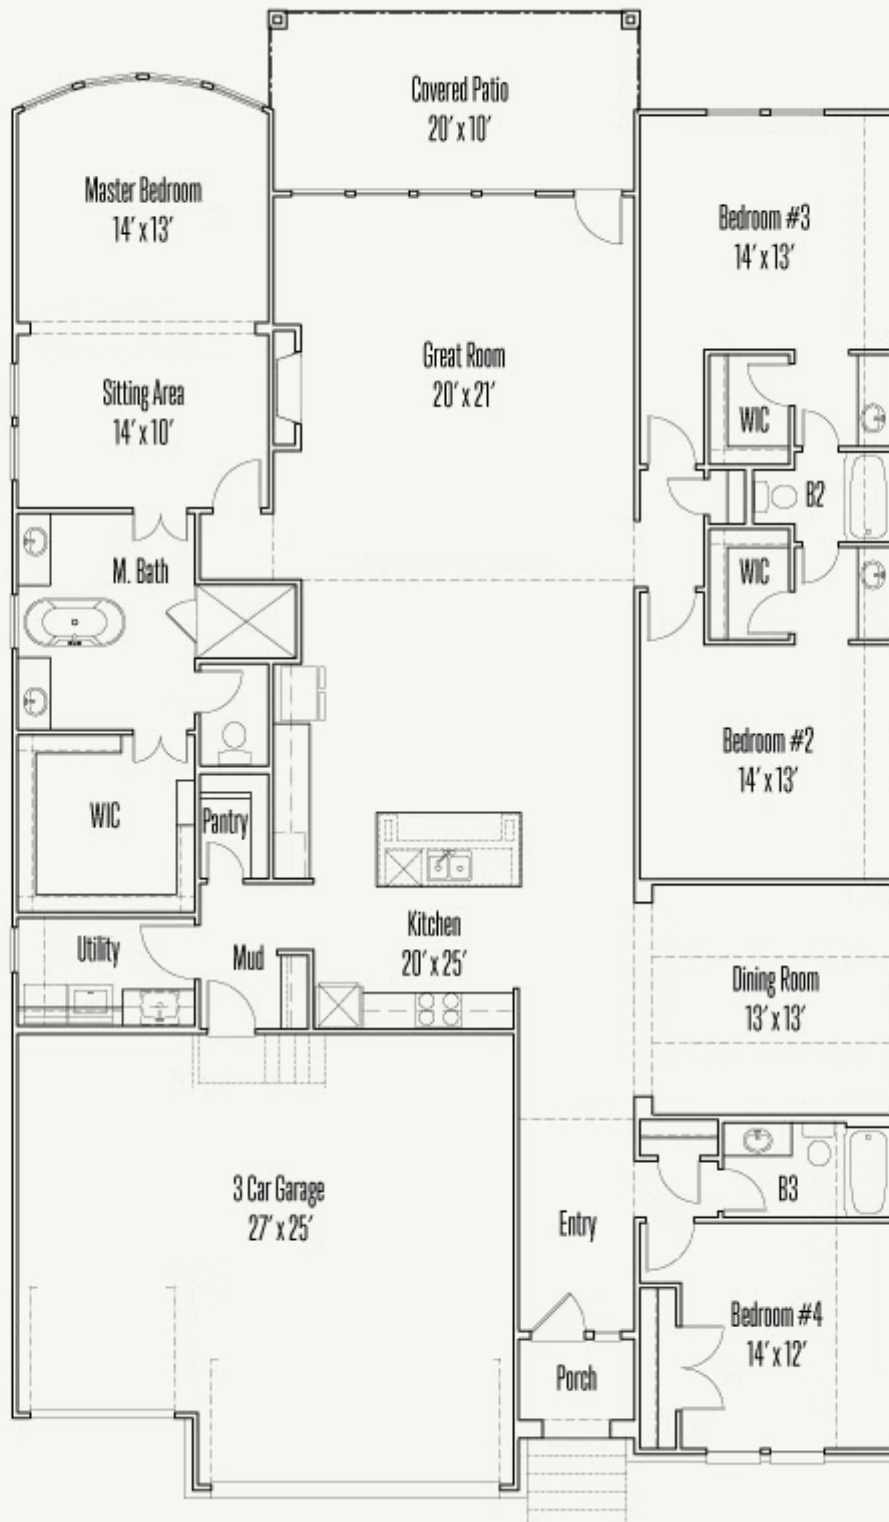 Covered Patio
20' x 10'
Master Bedroom
14' x 13'
Bedroom #3
14' x 13'
Great Room
20' x 21'
Sitting Area
14' x 10'
WIC
B2
M. Bath
WIC
Bedroom #2
14' x 13'
WIC
Pantry
Kitchen
20' x 25'
Utility
Mud
Dining Room
13' x 13'
3 Car Garage
27' x 25'
B3
Entry
Bedroom #4
14' x 12'
Porch